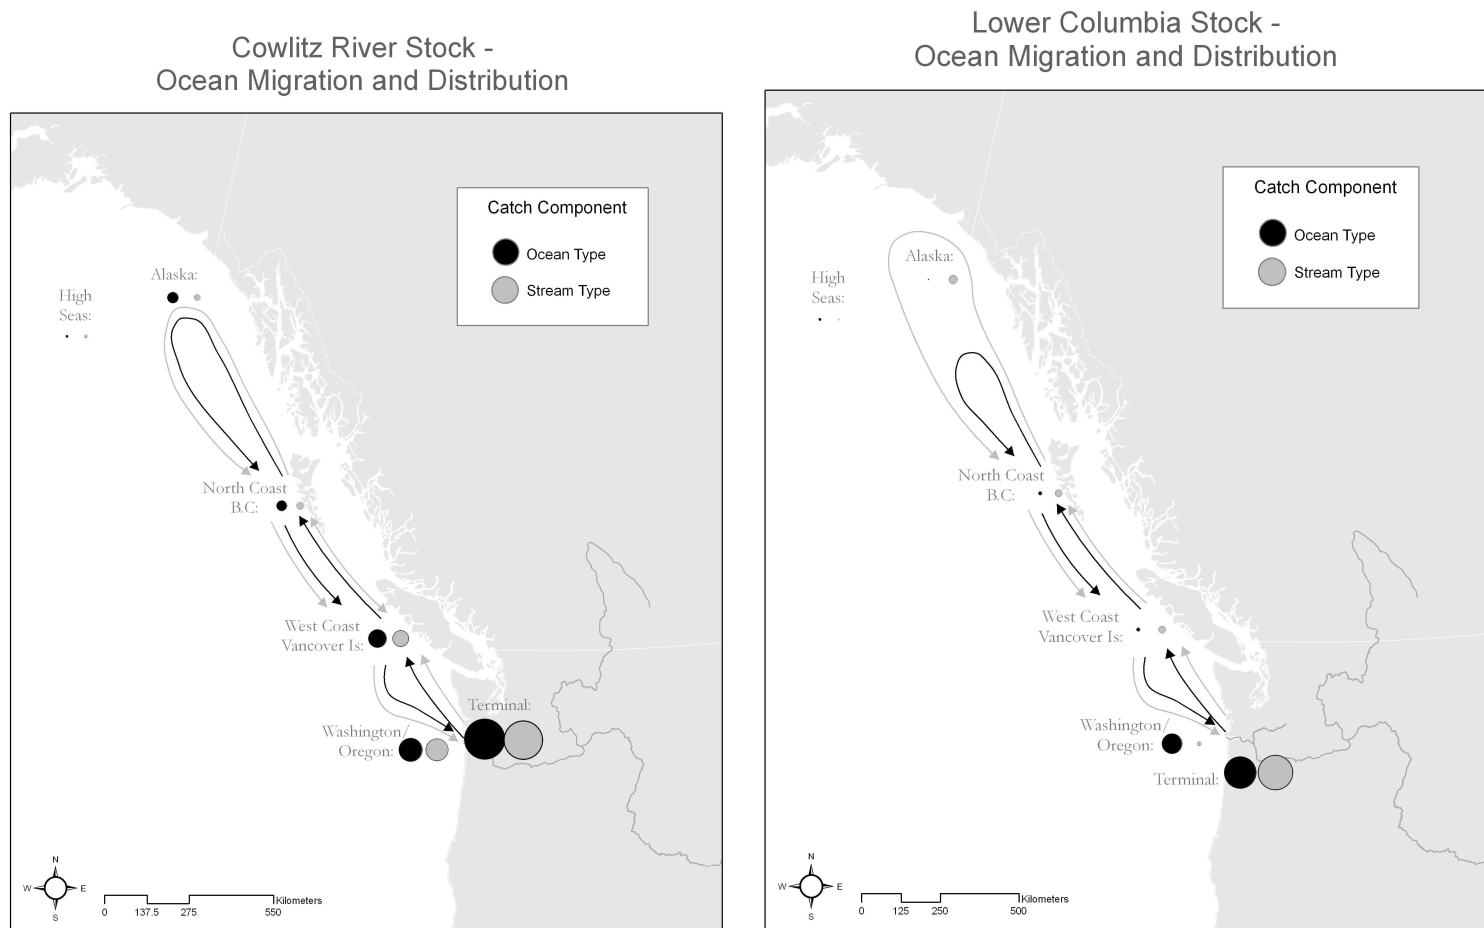 Cowlitz River Stock -
Ocean Migration and Distribution
Catch Component
Ocean Type
Stream Type
Alaska:
High
Seas:
North Coast
B.C:
West Coast
Vancover Is:
Terminal:
Washington/
Oregon:
N
W E
S
0 137.5 275 550
Kilometers
Lower Columbia Stock -
Ocean Migration and Distribution
Catch Component
Ocean Type
Stream Type
Alaska:
High
Seas:
North Coast
B.C:
West Coast
Vancover Is:
Washington/
Oregon:
Terminal:
N
W E
S
0 125 250 500
Kilometers